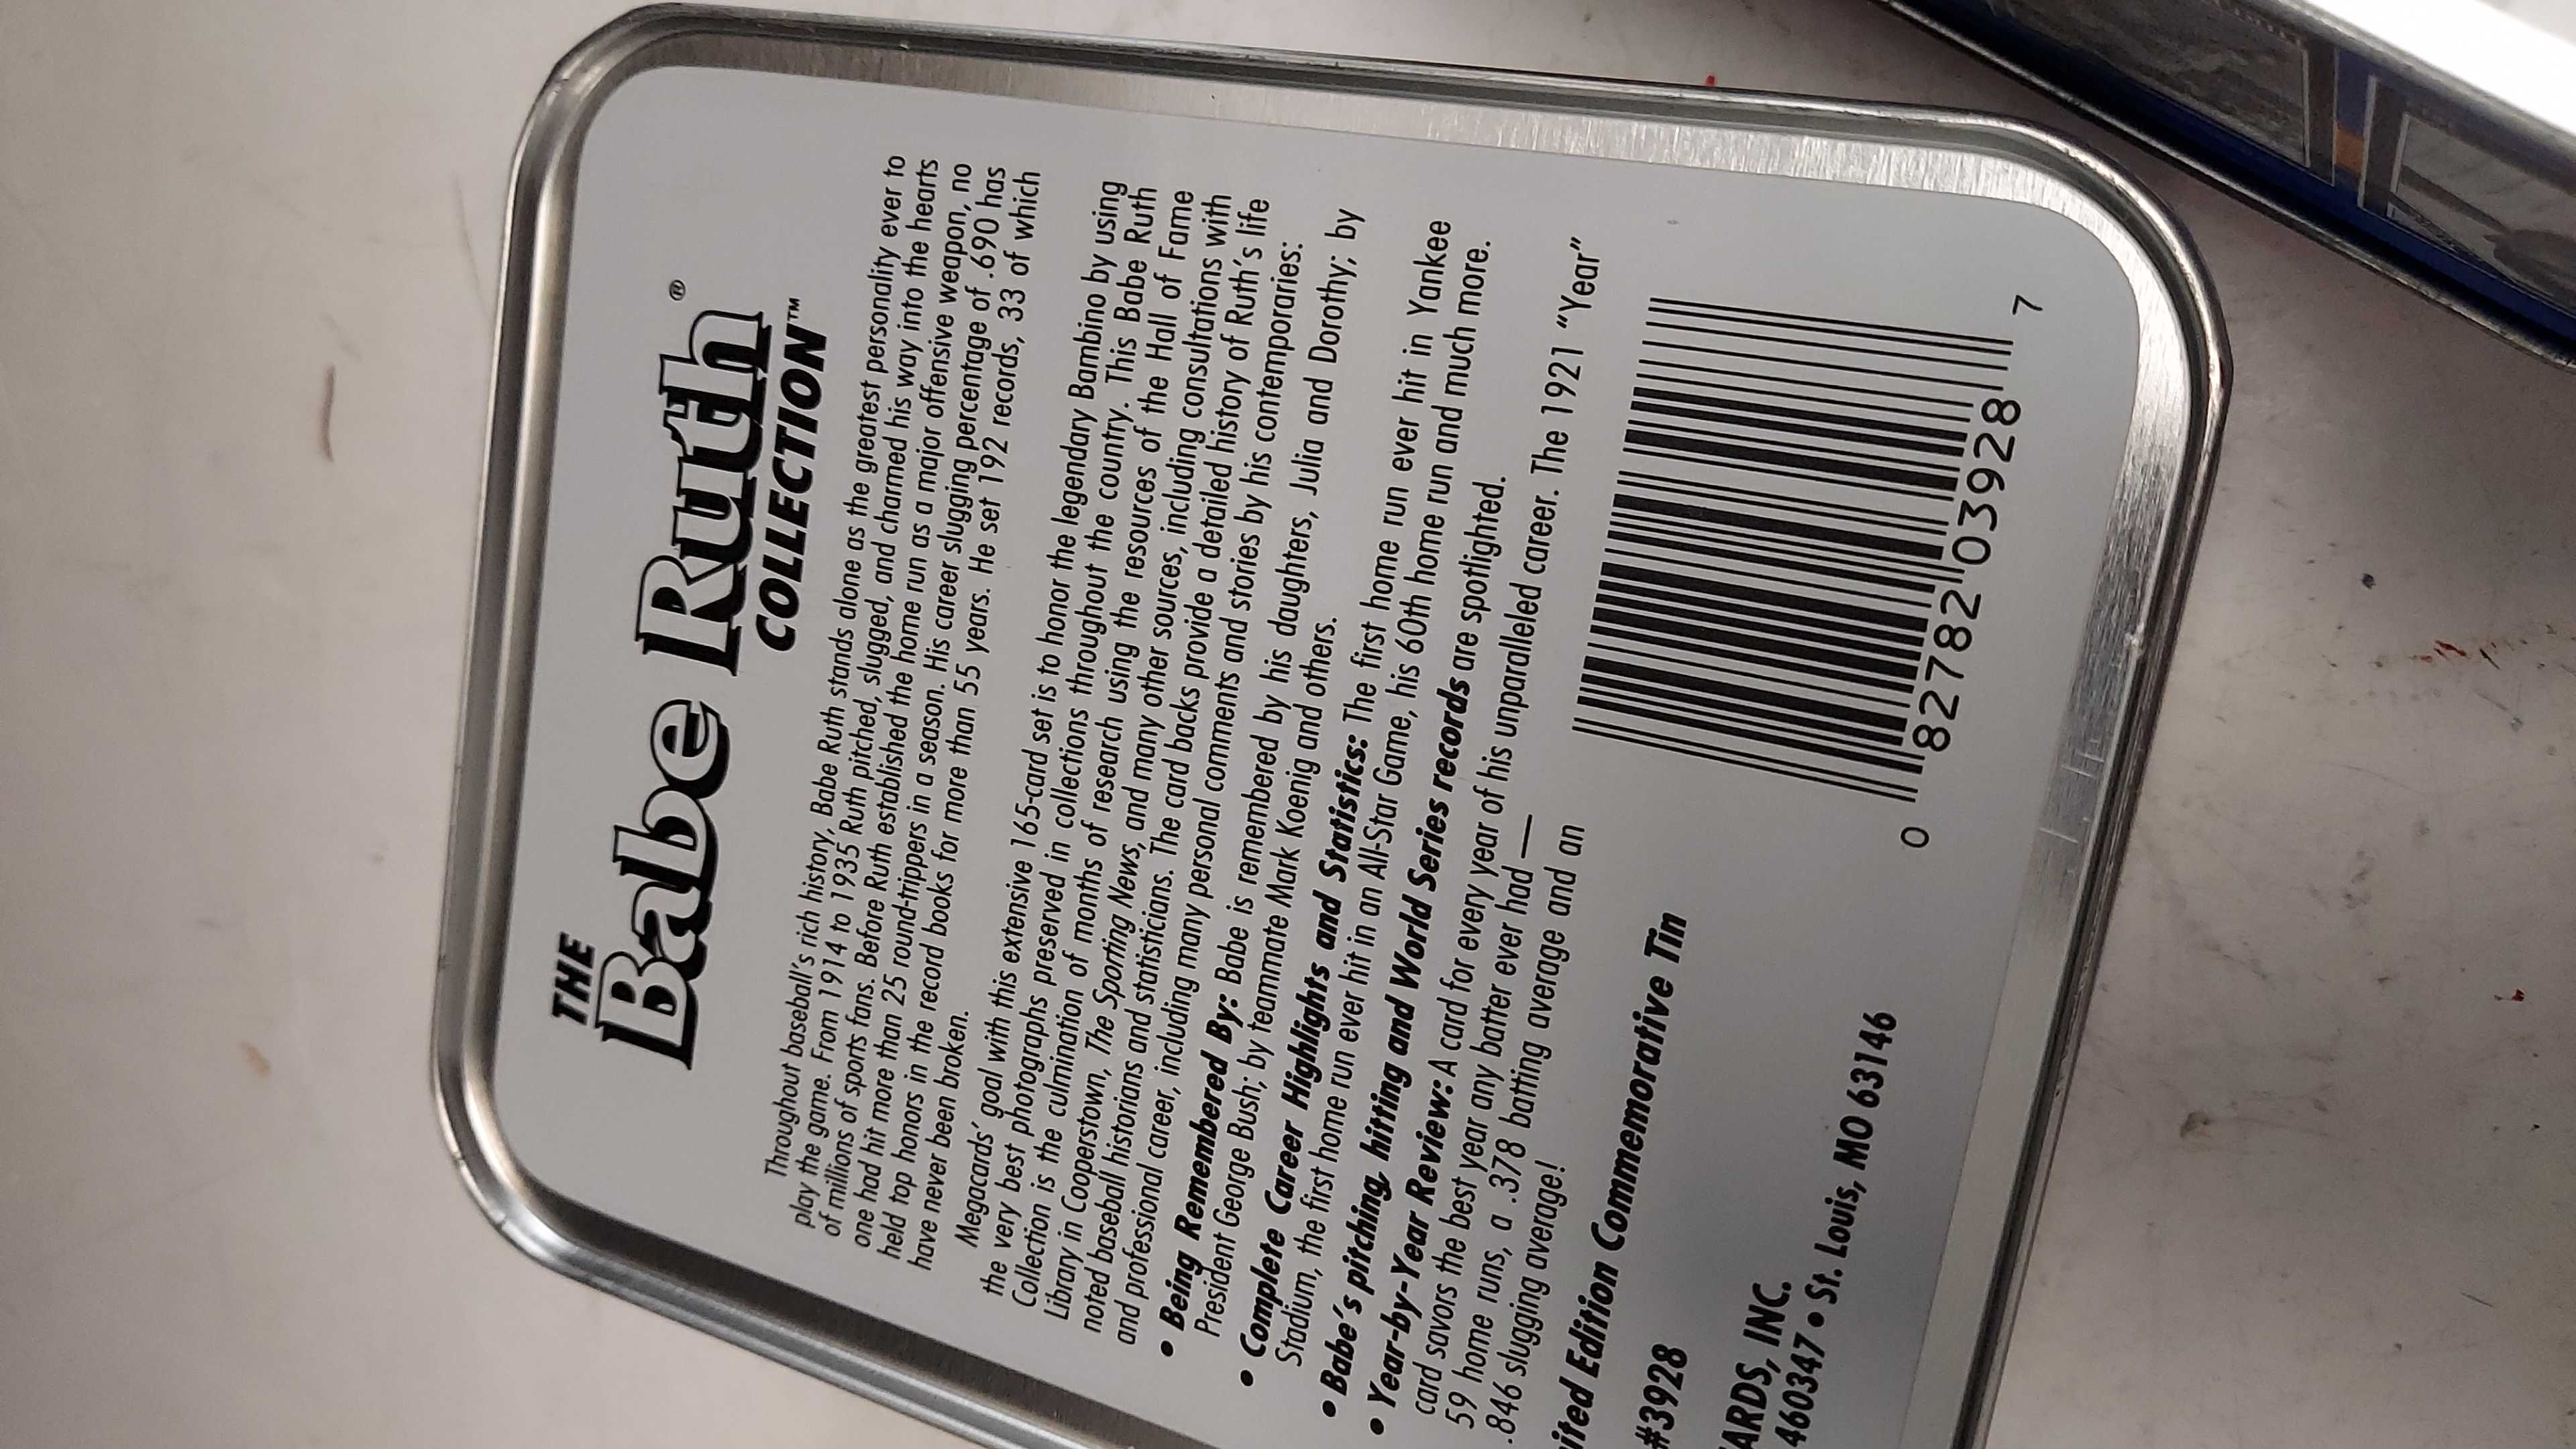 THE
Babe Ruth®
COLLECTION™
Throughout baseball's rich history, Babe Ruth stands alone as the greatest personality ever to
play the game. From 1914 to 1935 Ruth pitched, slugged, and charmed his way into the hearts
of millions of sports fans. Before Ruth established the home run as a major offensive weapon, no
one had hit more than 25 round-trippers in a season. His career slugging percentage of .690 has
held top honors in the record books for more than 55 years. He set 192 records, 33 of which
have never been broken.
Megacards' goal with this extensive 165-card set is to honor the legendary Bambino by using
the very best photographs preserved in collections throughout the country. This Babe Ruth
Collection is the culmination of months of research using the resources of the Hall of Fame
Library in Cooperstown, The Sporting News, and many other sources, including consultations with
noted baseball historians and statisticians. The card backs provide a detailed history of Ruth's life
and professional career, including many personal comments and stories by his contemporaries:
• Being Remembered By: Babe is remembered by his daughters, Julia and Dorothy; by
President George Bush; by teammate Mark Koenig and others.
• Complete Career Highlights and Statistics: The first home run ever hit in Yankee
Stadium, the first home run ever hit in an All-Star Game, his 60th home run and much more.
• Babe's pitching, hitting and World Series records are spotlighted.
• Year-by-Year Review: A card for every year of his unparalleled career. The 1921 "Year"
card savors the best year any batter ever had —
59 home runs, a .378 batting average and an
.846 slugging average!
ited Edition Commemorative Tin
#3928
ARDS, INC.
460347 • St. Louis, MO 63146
0 82782 03928 7